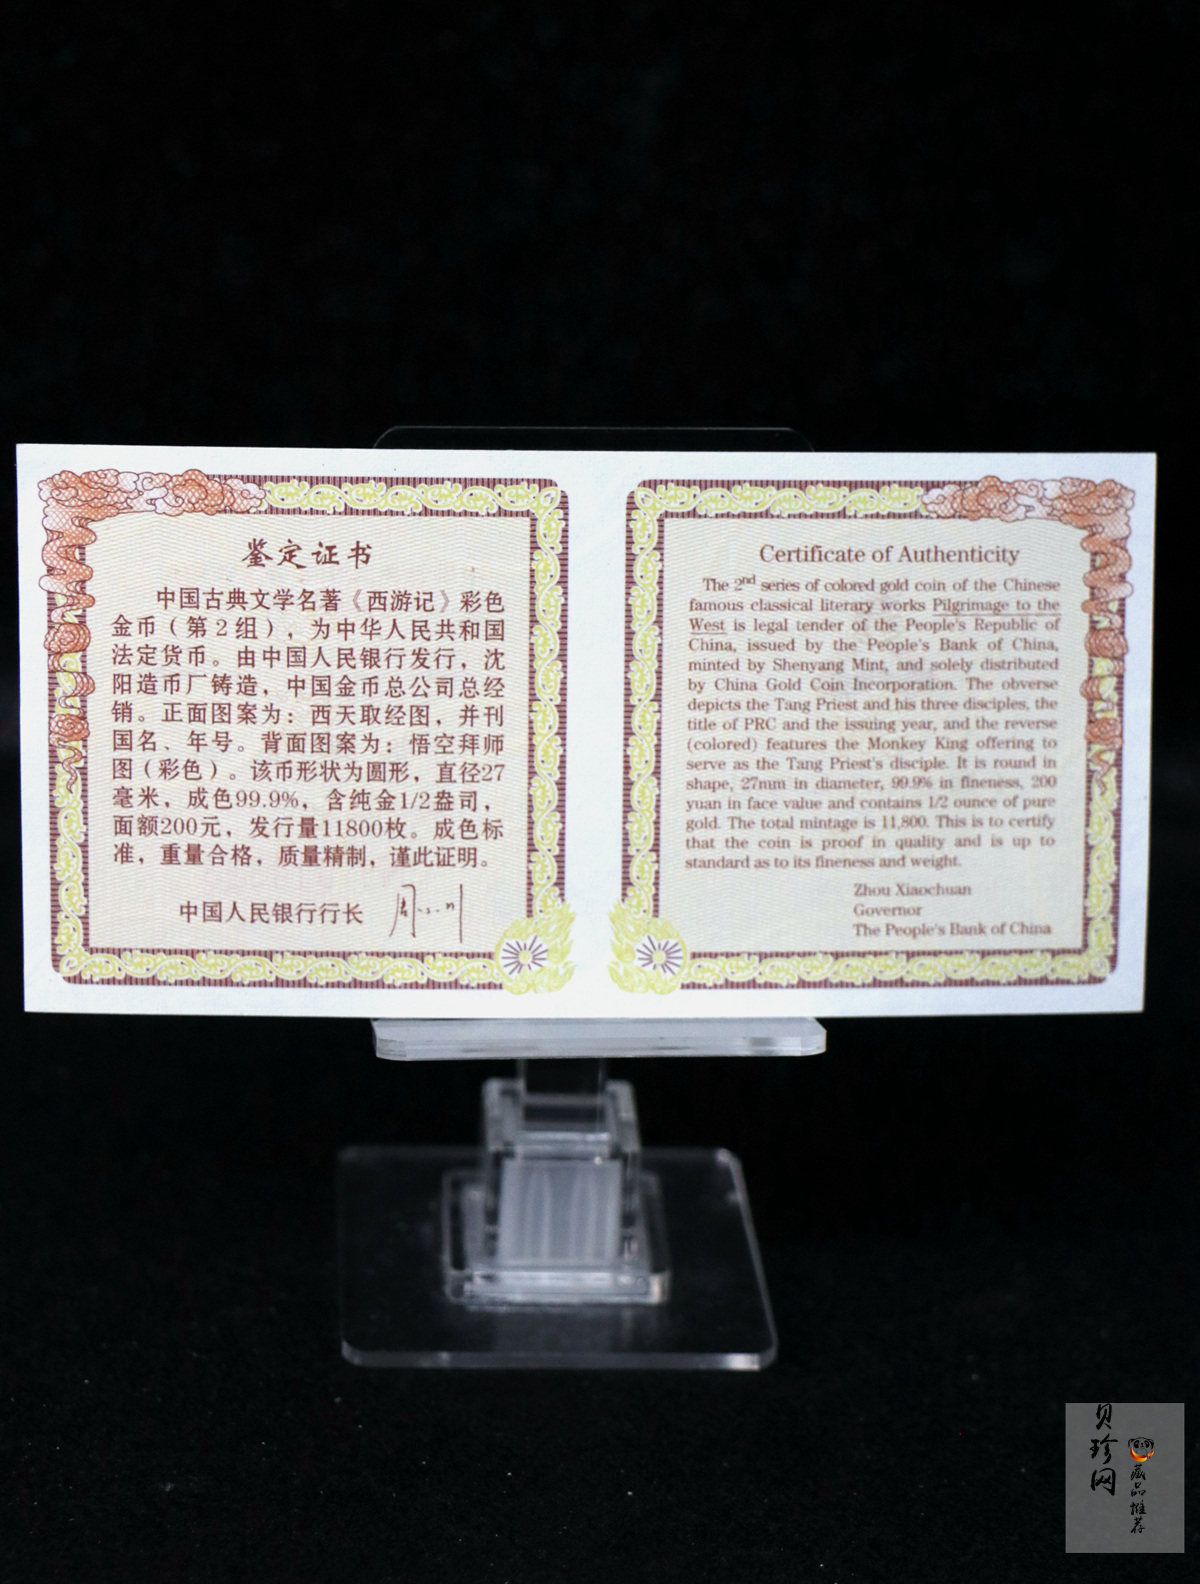 鉴定证书
中国古典文学名著《西游记》彩色
金币（第2组），为中华人民共和国
法定货币。由中国人民银行发行，沈
阳造币厂铸造，中国金币总公司总经
销。正面图案为：西天取经图，并刊
国名、年号。背面图案为：悟空拜师
图（彩色）。该币形状为圆形，直径27
毫米，成色99.9%，含纯金1/2盎司，
面额200元，发行量11800枚。成色标
准，重量合格，质量精制，谨此证明。
中国人民银行行长 周小川
Certificate of Authenticity
The 2nd series of colored gold coin of the Chinese
famous classical literary works Pilgrimage to the
West is legal tender of the People's Republic of
China, issued by the People's Bank of China,
minted by Shenyang Mint, and solely distributed
by China Gold Coin Incorporation. The obverse
depicts the Tang Priest and his three disciples, the
title of PRC and the issuing year, and the reverse
(colored) features the Monkey King offering to
serve as the Tang Priest's disciple. It is round in
shape, 27mm in diameter, 99.9% in fineness, 200
yuan in face value and contains 1/2 ounce of pure
gold. The total mintage is 11,800. This is to certify
that the coin is proof in quality and is up to
standard as to its fineness and weight.
Zhou Xiaochuan
Governor
The People's Bank of China
贝珍网
藏品推荐